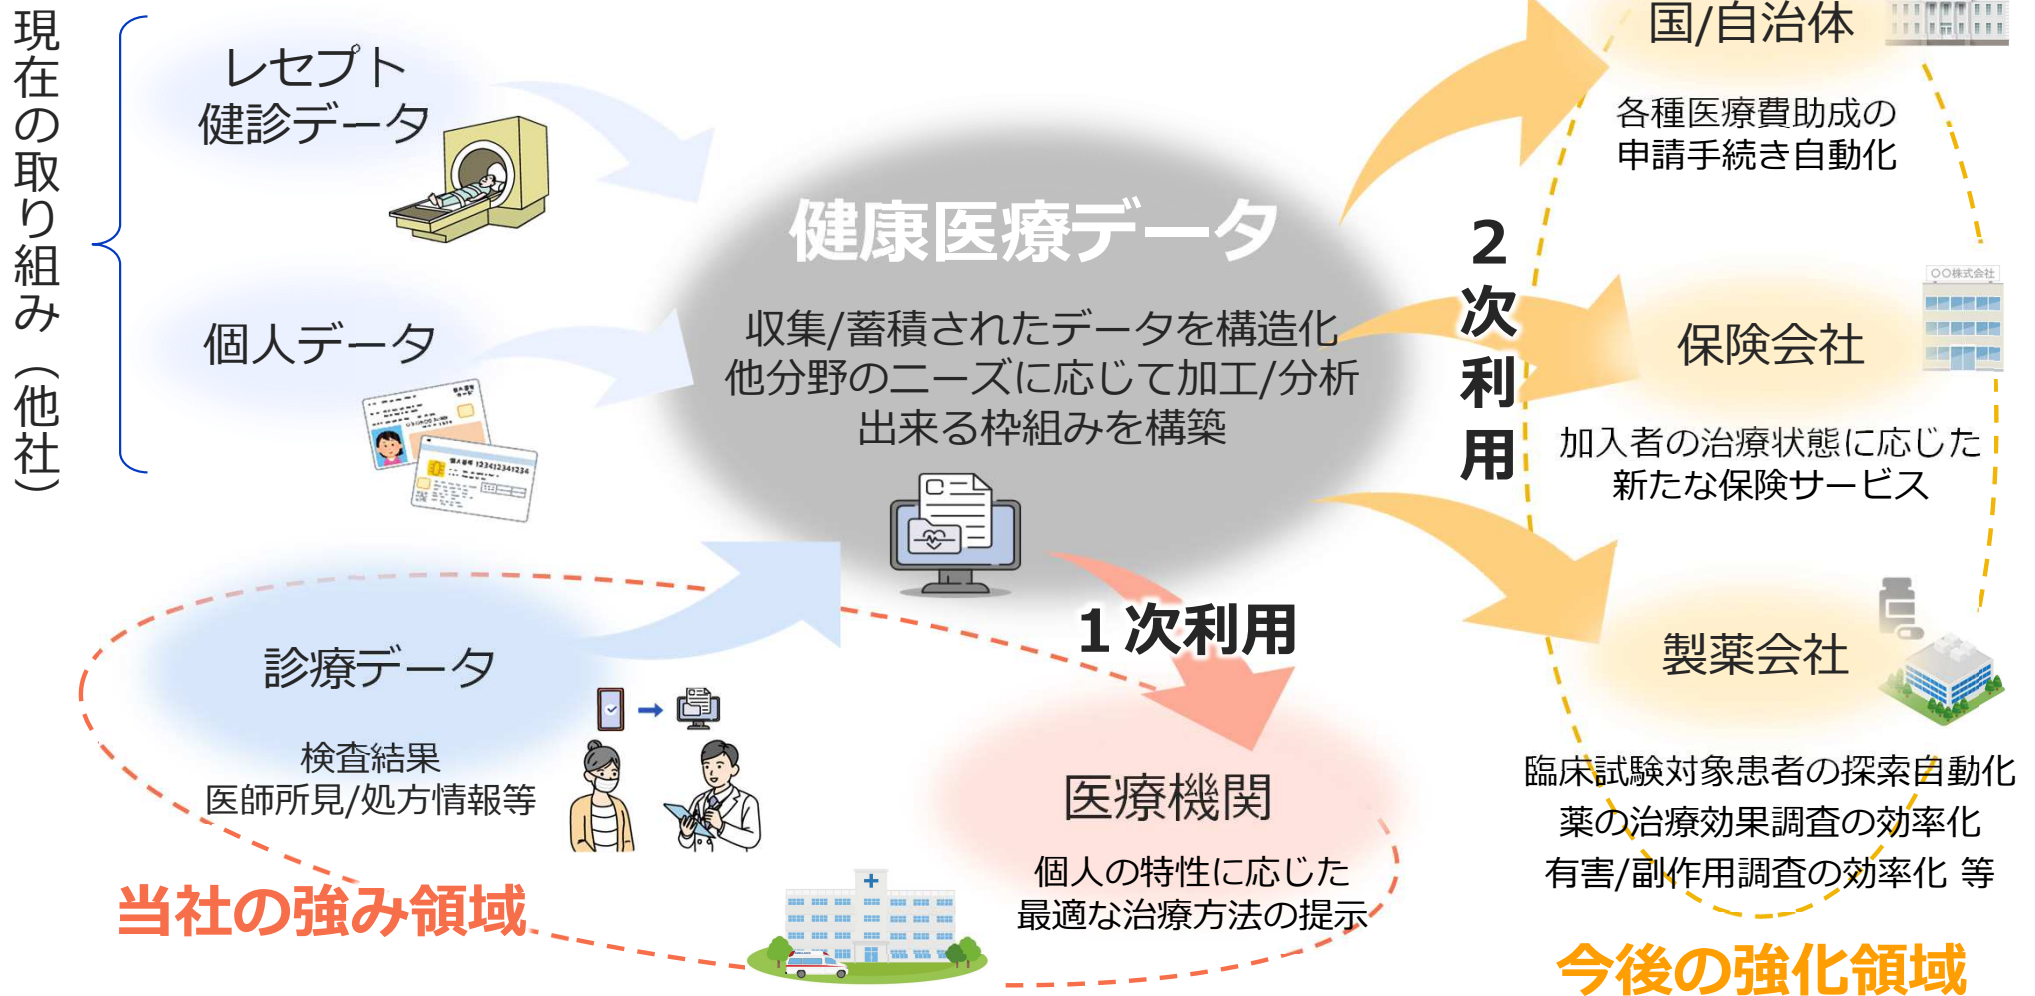 現在の取り組み（他社）
レセプト
健診データ
個人データ
診療データ
検査結果
医師所見/処方情報等
当社の強み領域
健康医療データ
収集/蓄積されたデータを構造化
他分野のニーズに応じて加工/分析
出来る枠組みを構築
個人番号 123412341234
１次利用
医療機関
個人の特性に応じた
最適な治療方法の提示
２次利用
国/自治体
各種医療費助成の
申請手続き自動化
〇〇株式会社
保険会社
加入者の治療状態に応じた
新たな保険サービス
製薬会社
臨床試験対象患者の探索自動化
薬の治療効果調査の効率化
有害/副作用調査の効率化 等
今後の強化領域